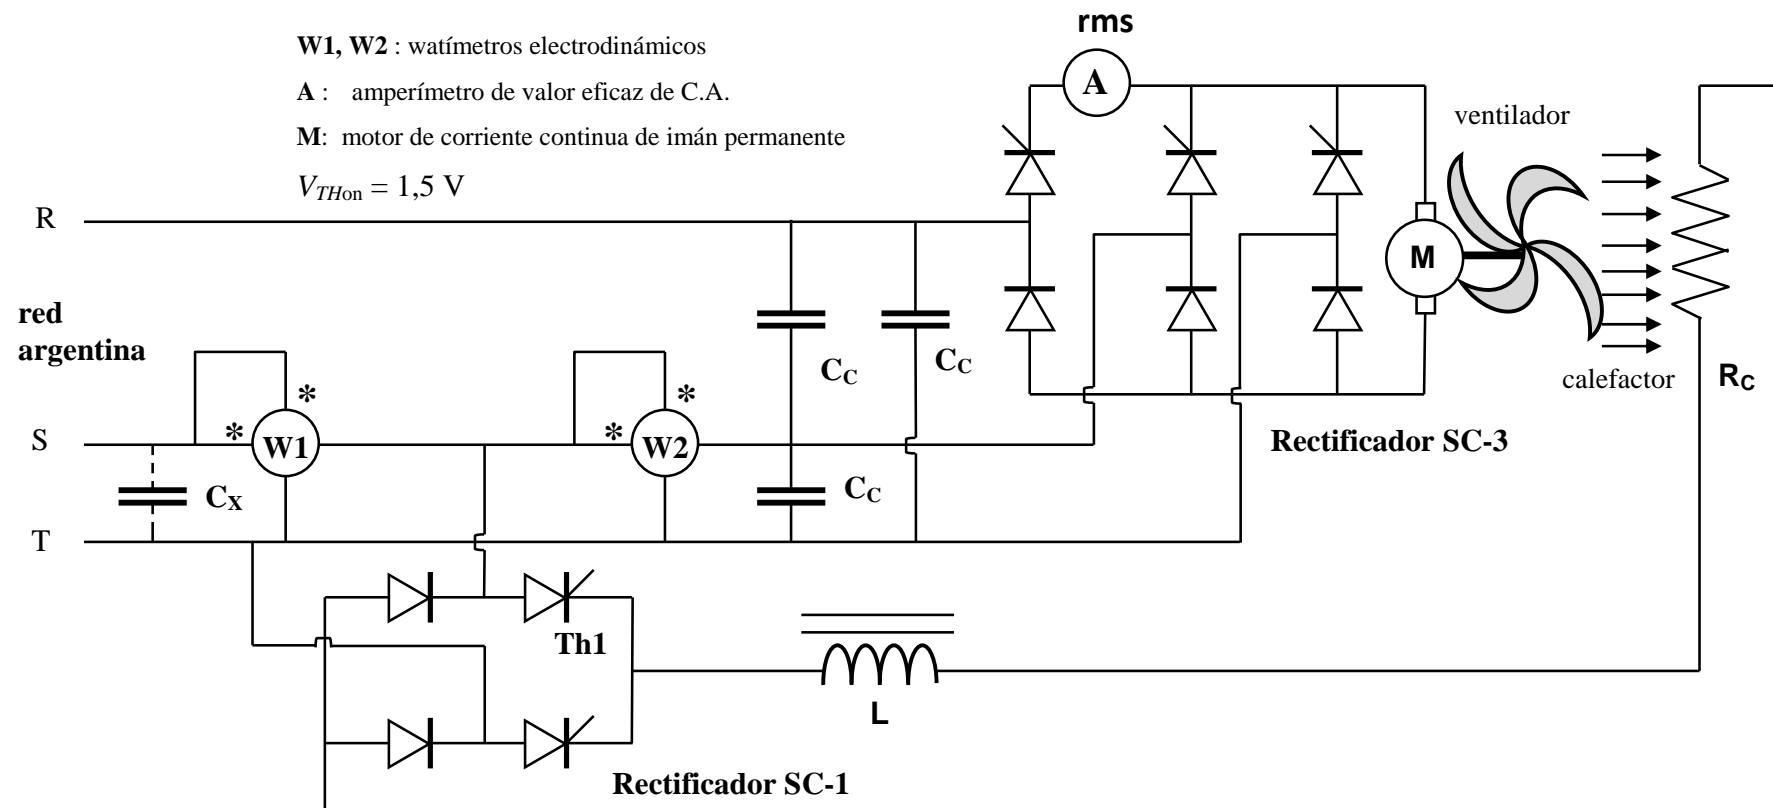 rms
W1, W2 : watímetros electrodinámicos
A : amperímetro de valor eficaz de C.A.
M: motor de corriente continua de imán permanente
V_THon = 1,5 V
A
ventilador
R
red
argentina
M
C_C
C_C
calefactor
R_C
S
*
*
W1
*
*
W2
Rectificador SC-3
C_X
C_C
T
Th1
L
Rectificador SC-1